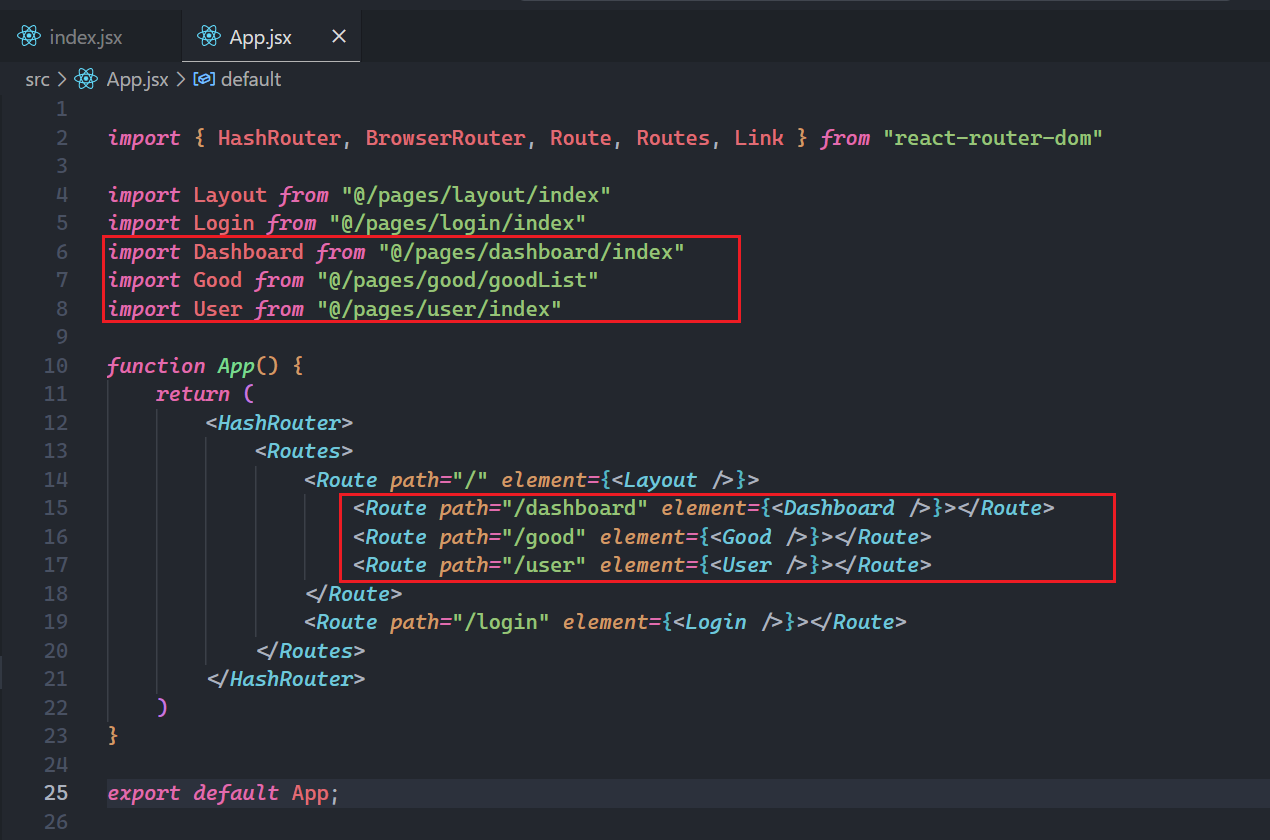 index.jsx App.jsx
src > App.jsx > default
1
2 import { HashRouter, BrowserRouter, Route, Routes, Link } from "react-router-dom"
3
4 import Layout from "@/pages/layout/index"
5 import Login from "@/pages/login/index"
6 import Dashboard from "@/pages/dashboard/index"
7 import Good from "@/pages/good/goodList"
8 import User from "@/pages/user/index"
9
10 function App() {
11     return (
12         <HashRouter>
13             <Routes>
14                 <Route path="/" element={<Layout />}>
15                     <Route path="/dashboard" element={<Dashboard />}></Route>
16                     <Route path="/good" element={<Good />}></Route>
17                     <Route path="/user" element={<User />}></Route>
18                 </Route>
19                 <Route path="/login" element={<Login />}></Route>
20             </Routes>
21         </HashRouter>
22     )
23 }
24
25 export default App;
26